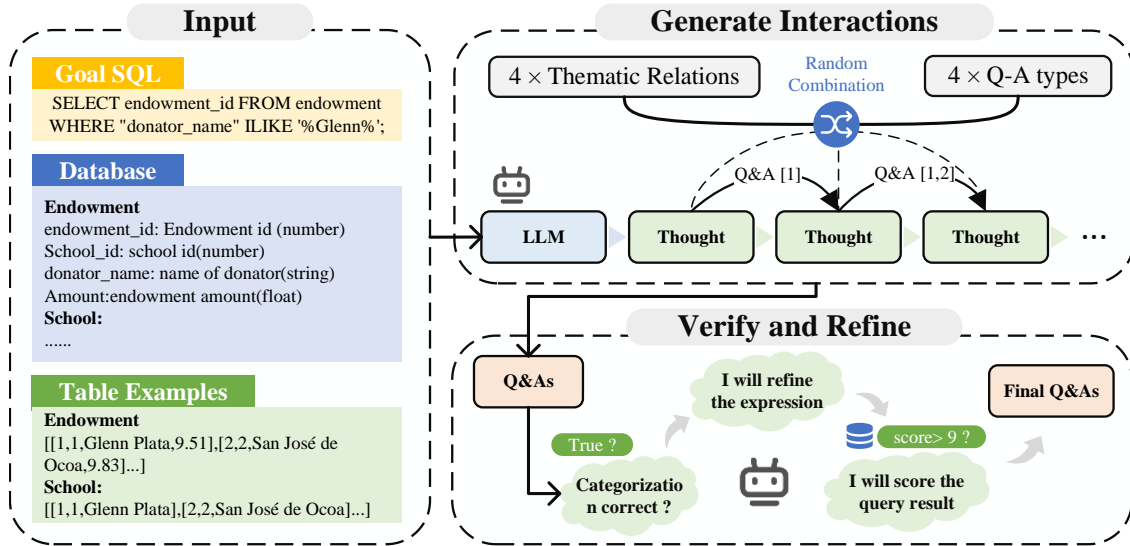 Input
Goal SQL
SELECT endowment_id FROM endowment
WHERE "donator_name" ILIKE '%Glenn%';
Database
Endowment
endowment_id: Endowment id (number)
School_id: school id(number)
donator_name: name of donator(string)
Amount:endowment amount(float)
School:
......
Table Examples
Endowment
[[1,1,Glenn Plata,9.51],[2,2,San José de
Ocoa,9.83]...]
School:
[[1,1,Glenn Plata],[2,2,San José de Ocoa]...]
Generate Interactions
4 × Thematic Relations
Random
Combination
4 × Q-A types
Q&A [1]
Q&A [1,2]
LLM
Thought
Thought
Thought
...
Verify and Refine
Q&As
I will refine
the expression
Final Q&As
True ?
score> 9 ?
Categorizatio
n correct ?
I will score the
query result